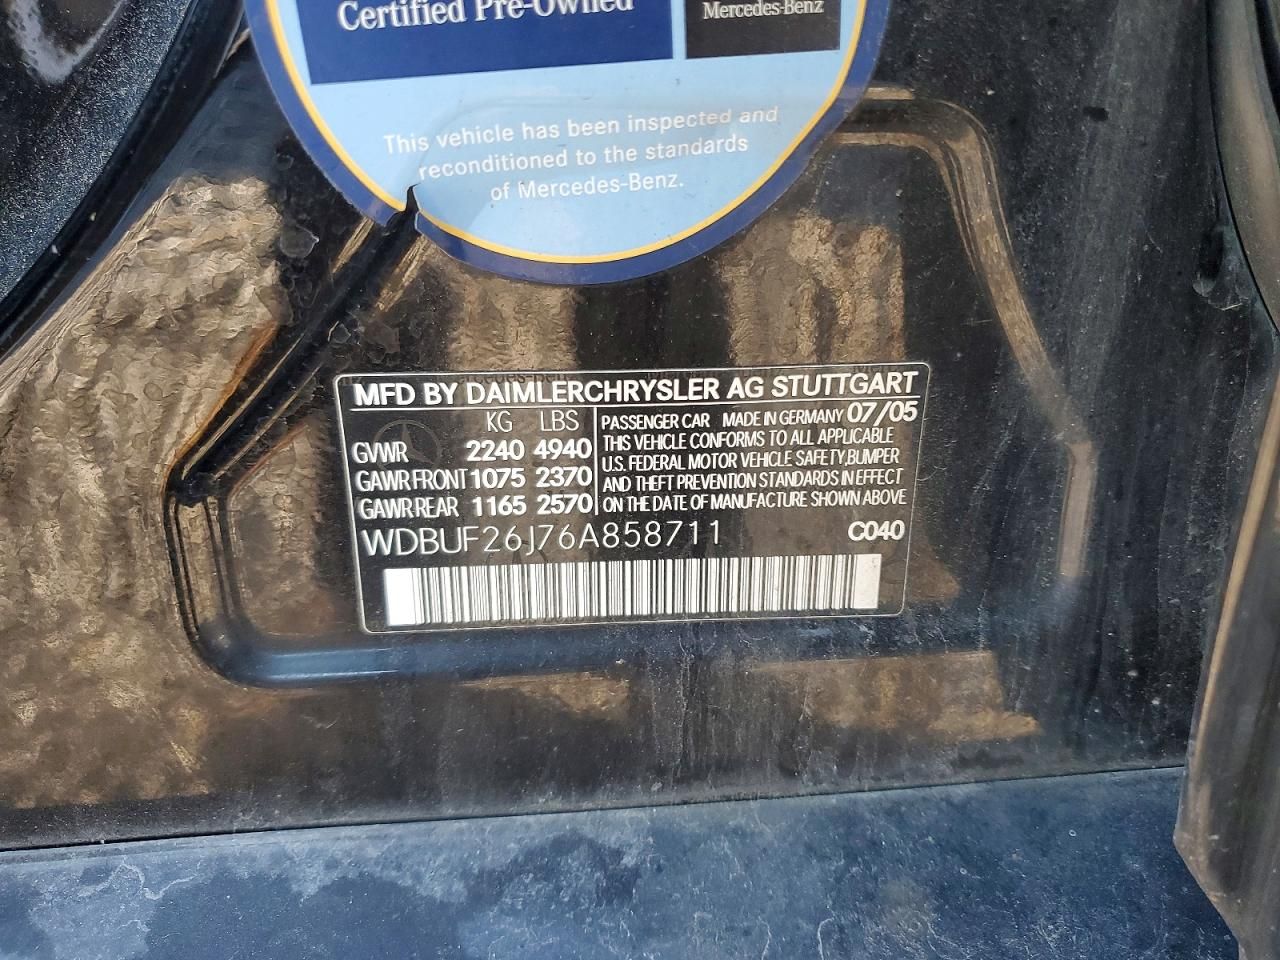 Certified Pre-Owned
Mercedes-Benz
This vehicle has been inspected and
reconditioned to the standards
of Mercedes-Benz.
MFD BY DAIMLERCHRYSLER AG STUTTGART
KG LBS
GVWR 2240 4940
GAWR FRONT 1075 2370
GAWR REAR 1165 2570
PASSENGER CAR MADE IN GERMANY 07/05
THIS VEHICLE CONFORMS TO ALL APPLICABLE
U.S. FEDERAL MOTOR VEHICLE SAFETY, BUMPER
AND THEFT PREVENTION STANDARDS IN EFFECT
ON THE DATE OF MANUFACTURE SHOWN ABOVE
WDBUF26J76A858711 C040